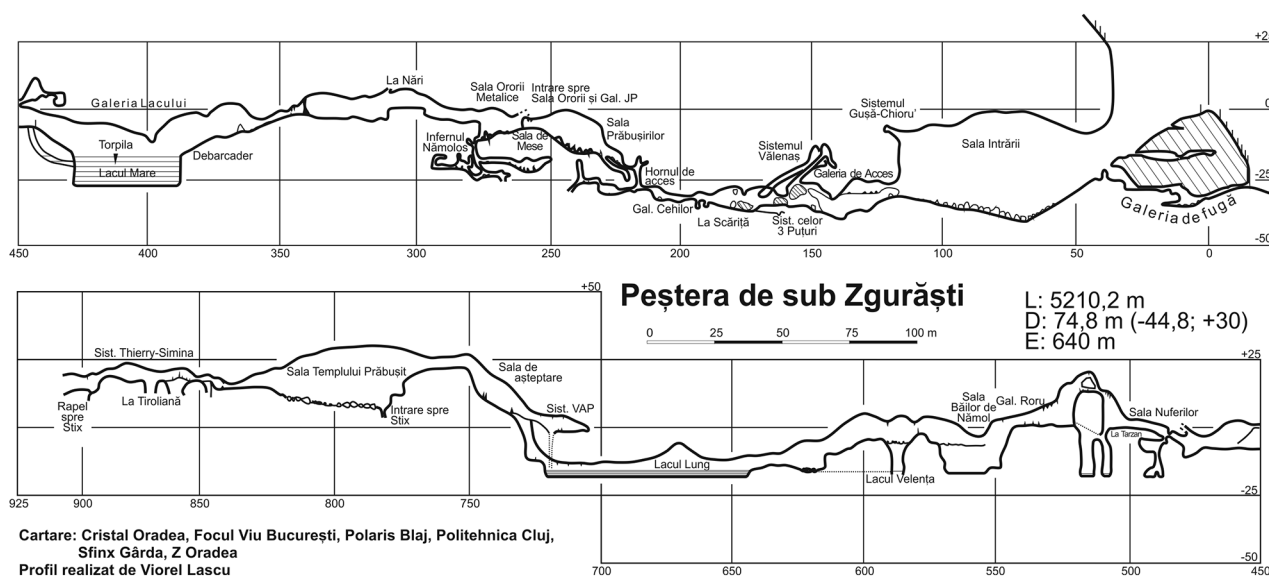 +25
La Nări
Sala Ororii
Metalice
Intrare spre
Sala Ororii și Gal. JP
Galeria Lacului
0
Sistemul
Gușă-Chioru'
Sala
Prăbușirilor
Infernul
Nămolos
Sala de
Mese
Sala Intrării
Torpila
Debarcader
Sistemul
Vălenaș
Lacul Mare
Hornul de
acces
Galeria de Acces
-25
Gal. Cehilor
La Scăriță
Sist. celor
3 Puțuri
Galeria de fugă
-50
450
400
350
300
250
200
150
100
50
0
+50
Peștera de sub Zgurăști
L: 5210,2 m
D: 74,8 m (-44,8; +30)
E: 640 m
0 25 50 75 100 m
+25
Sist. Thierry-Simina
Sala Templului Prăbușit
Sala de
așteptare
La Tiroliană
Rapel
spre
Stix
Intrare spre
Stix
Sist. VAP
Sala
Băilor de
Nămol
Gal. Roru
Sala Nuferilor
0
La Tarzan
Lacul Lung
Lacul Velența
-25
925
900
850
800
750
-50
700
650
600
550
500
450
Cartare: Cristal Oradea, Focul Viu București, Polaris Blaj, Politehnica Cluj,
Sfinx Gârda, Z Oradea
Profil realizat de Viorel Lascu